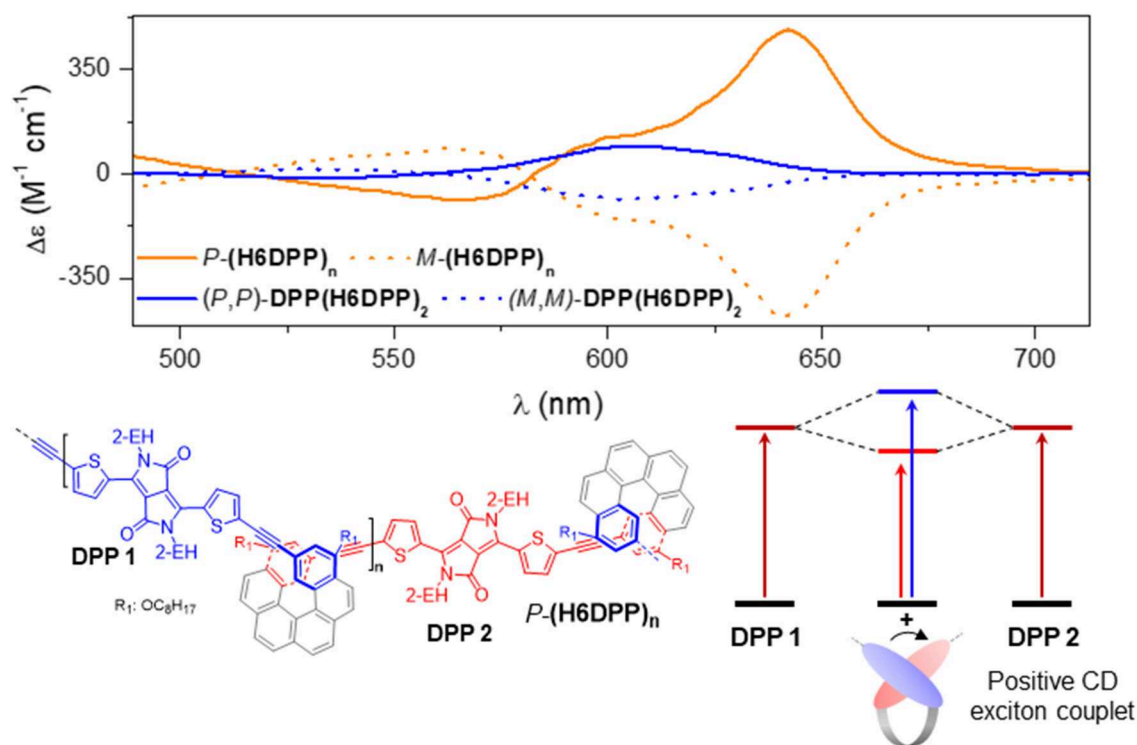 350
0
-350
Δε (M⁻¹ cm⁻¹)
P-(H6DPP)ₙ M-(H6DPP)ₙ
(P,P)-DPP(H6DPP)₂ (M,M)-DPP(H6DPP)₂
500 550 600 650 700
λ (nm)
2-EH
N
O
S
O
N
2-EH
S
DPP 1
R₁: OC₈H₁₇
R₁
R₁
n
2-EH
O
N
S
S
N
O
2-EH
DPP 2
R₁
R₁
P-(H6DPP)ₙ
DPP 1
+
DPP 2
Positive CD
exciton couplet